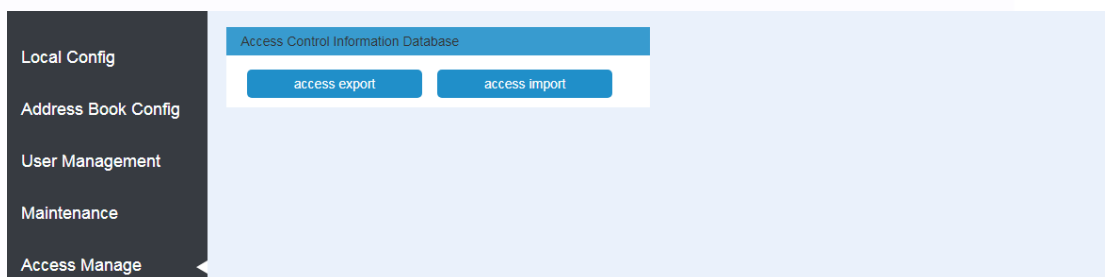 Local Config
Address Book Config
User Management
Maintenance
Access Manage
Access Control Information Database
access export
access import